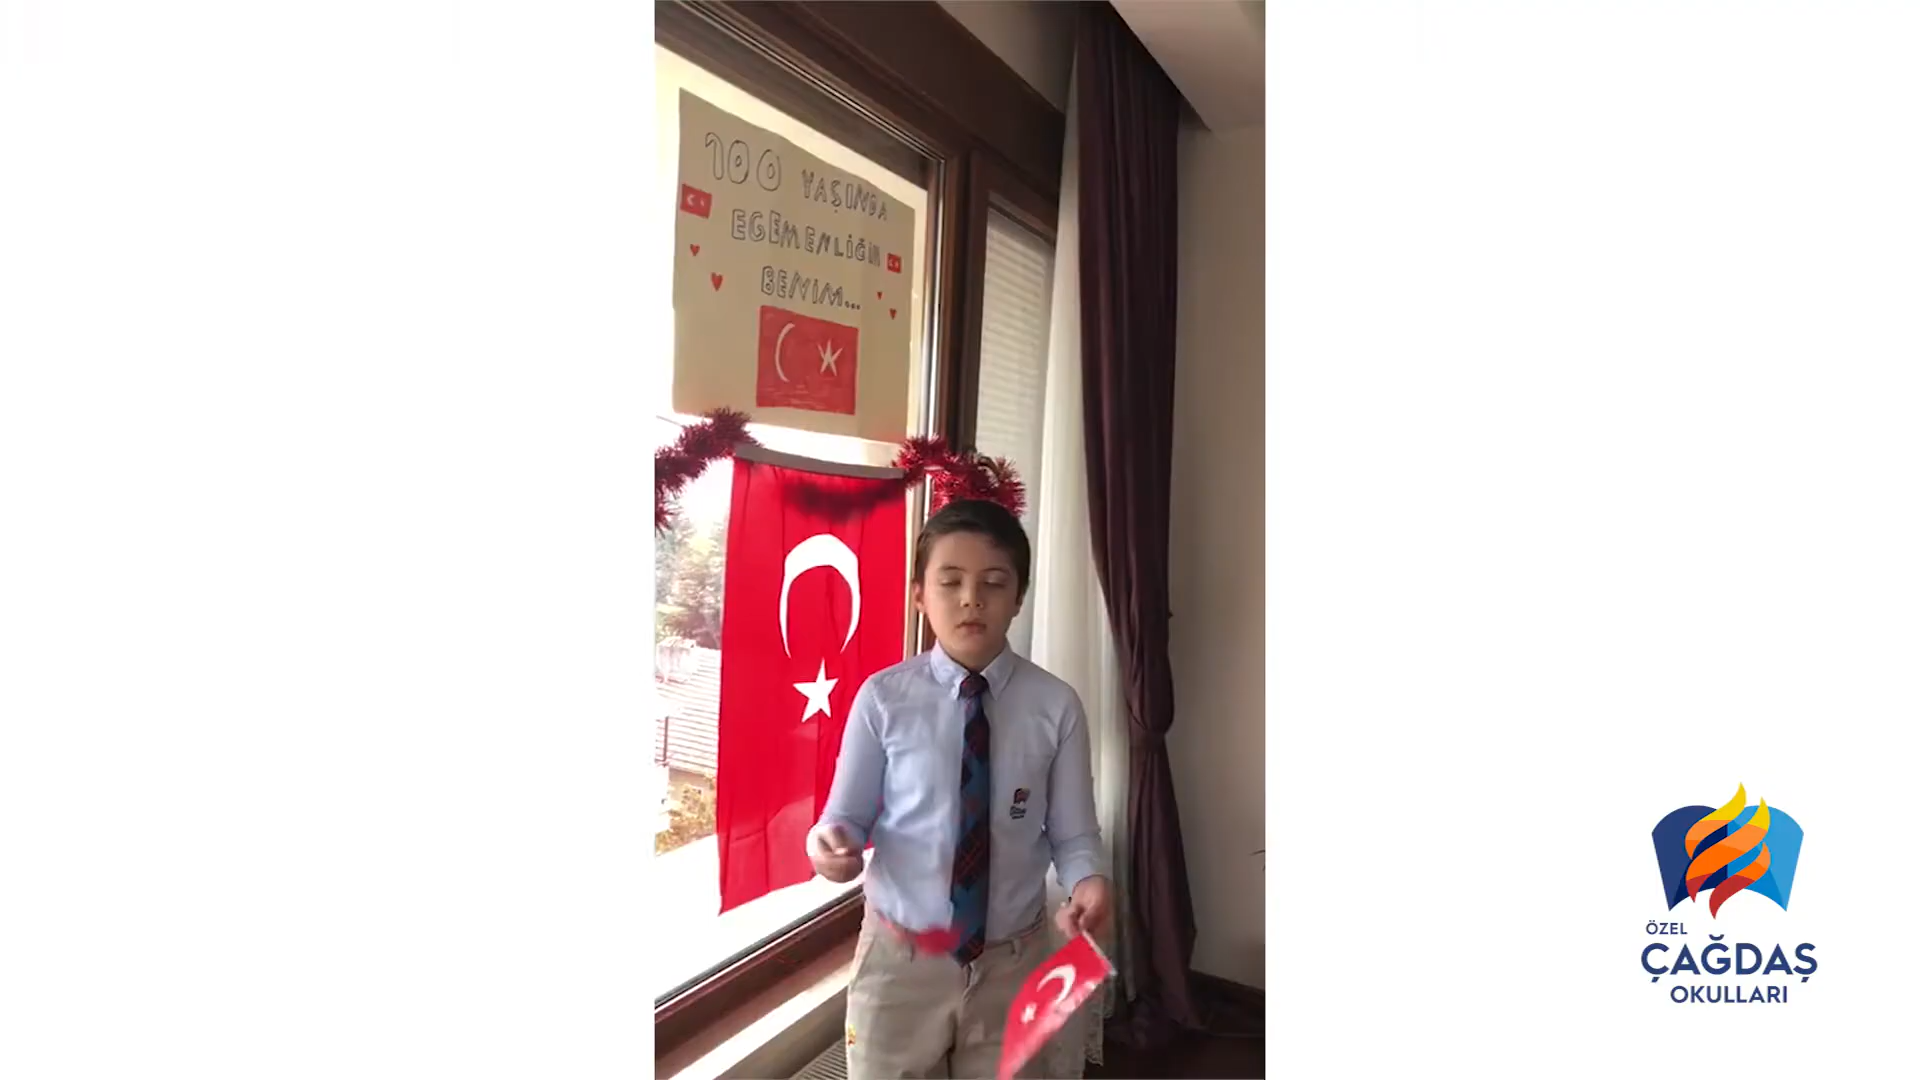 100 YAŞINDA
EGEMENLİĞİM
BENİM...
ÖZEL
ÇAĞDAŞ
OKULLARI